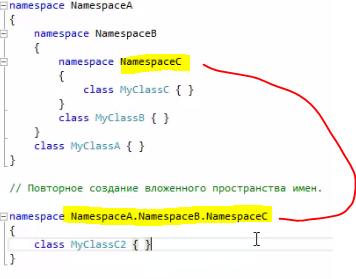 namespace NamespaceA
{
namespace NamespaceB
{
namespace NamespaceC
{
class MyClassC { }
}
class MyClassB { }
}
class MyClassA { }
}
// Повторное создание вложенного пространства имен.
namespace NamespaceA.NamespaceB.NamespaceC
{
class MyClassC2 { }
}